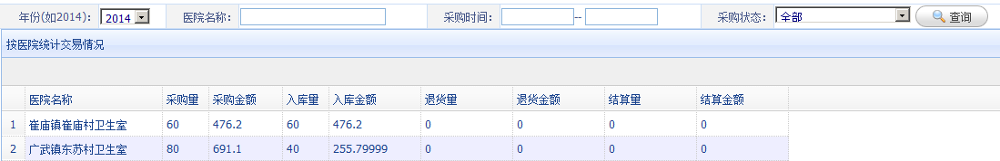 年份(如2014)： 2014 医院名称： 采购时间： -- 采购状态： 全部 查询
按医院统计交易情况
医院名称 采购量 采购金额 入库量 入库金额 退货量 退货金额 结算量 结算金额
1 崔庙镇崔庙村卫生室 60 476.2 60 476.2 0 0 0 0
2 广武镇东苏村卫生室 80 691.1 40 255.79999 0 0 0 0